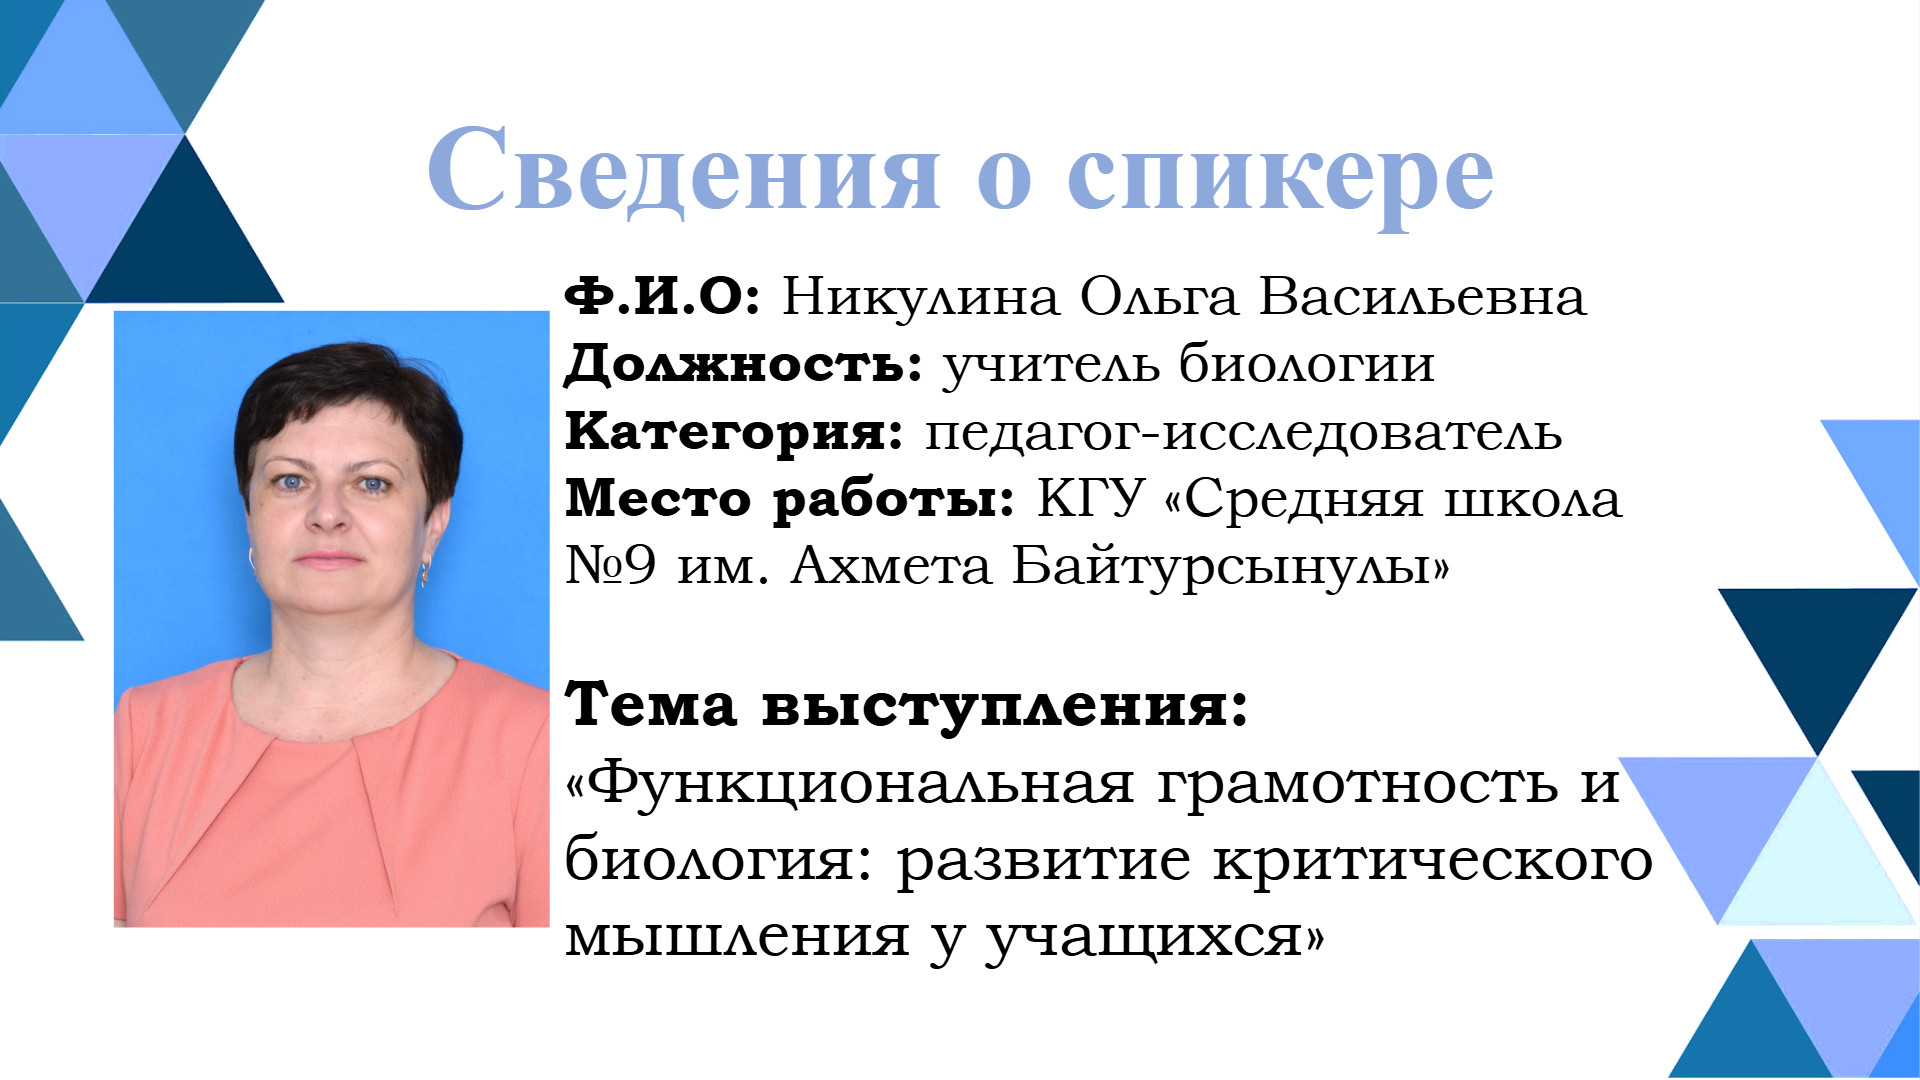 Сведения о спикере
Ф.И.О: Никулина Ольга Васильевна
Должность: учитель биологии
Категория: педагог-исследователь
Место работы: КГУ «Средняя школа
№9 им. Ахмета Байтурсынулы»
Тема выступления:
«Функциональная грамотность и
биология: развитие критического
мышления у учащихся»